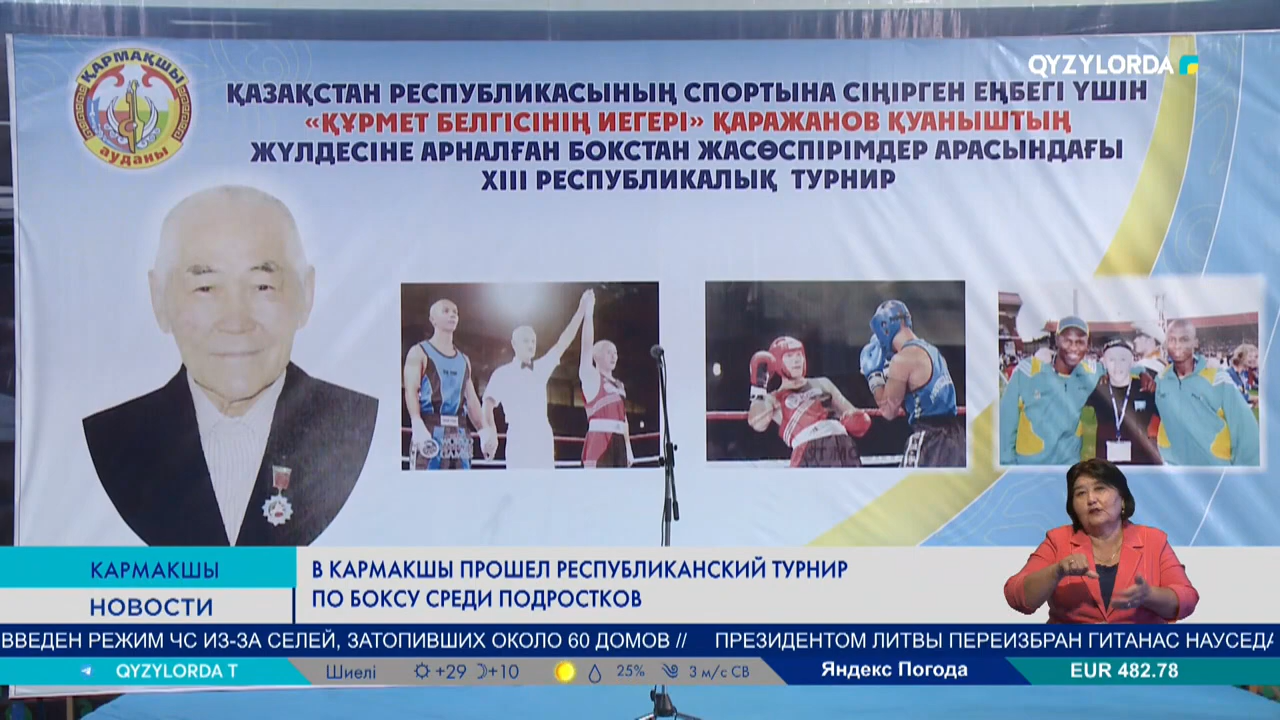 ҚАРМАҚШЫ
ауданы
QYZYLORDA
ҚАЗАҚСТАН РЕСПУБЛИКАСЫНЫҢ СПОРТЫНА СІҢІРГЕН ЕҢБЕГІ ҮШІН
«ҚҰРМЕТ БЕЛГІСІНІҢ ИЕГЕРІ» ҚАРАЖАНОВ ҚУАНЫШТЫҢ
ЖҮЛДЕСІНЕ АРНАЛҒАН БОКСТАН ЖАСӨСПІРІМДЕР АРАСЫНДАҒЫ
XIII РЕСПУБЛИКАЛЫҚ ТУРНИР
КАРМАКШЫ
НОВОСТИ
В КАРМАКШЫ ПРОШЕЛ РЕСПУБЛИКАНСКИЙ ТУРНИР
ПО БОКСУ СРЕДИ ПОДРОСТКОВ
ВВЕДЕН РЕЖИМ ЧС ИЗ-ЗА СЕЛЕЙ, ЗАТОПИВШИХ ОКОЛО 60 ДОМОВ // ПРЕЗИДЕНТОМ ЛИТВЫ ПЕРЕИЗБРАН ГИТАНАС НАУСЕДА
QYZYLORDA T
Шиелі +29 +10 25% 3 м/с СВ
Яндекс Погода
EUR 482.78